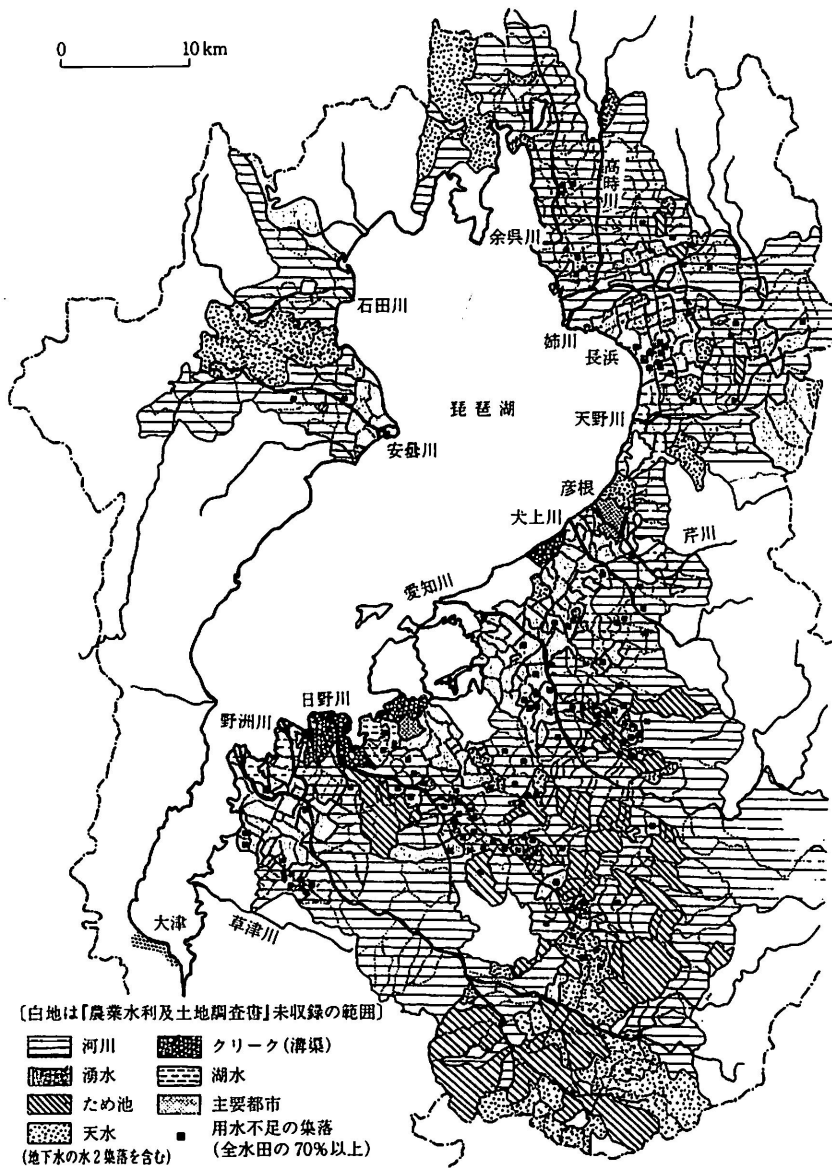 0 10 km
高時川
余呉川
石田川
姉川
長浜
琵琶湖
天野川
安曇川
彦根
犬上川
芹川
愛知川
日野川
野洲川
大津
草津川
〔白地は『農業水利及土地調査書』未収録の範囲〕
河川
クリーク(溝渠)
湧水
湖水
ため池
主要都市
天水
用水不足の集落
(地下水の水2集落を含む)
(全水田の70%以上)